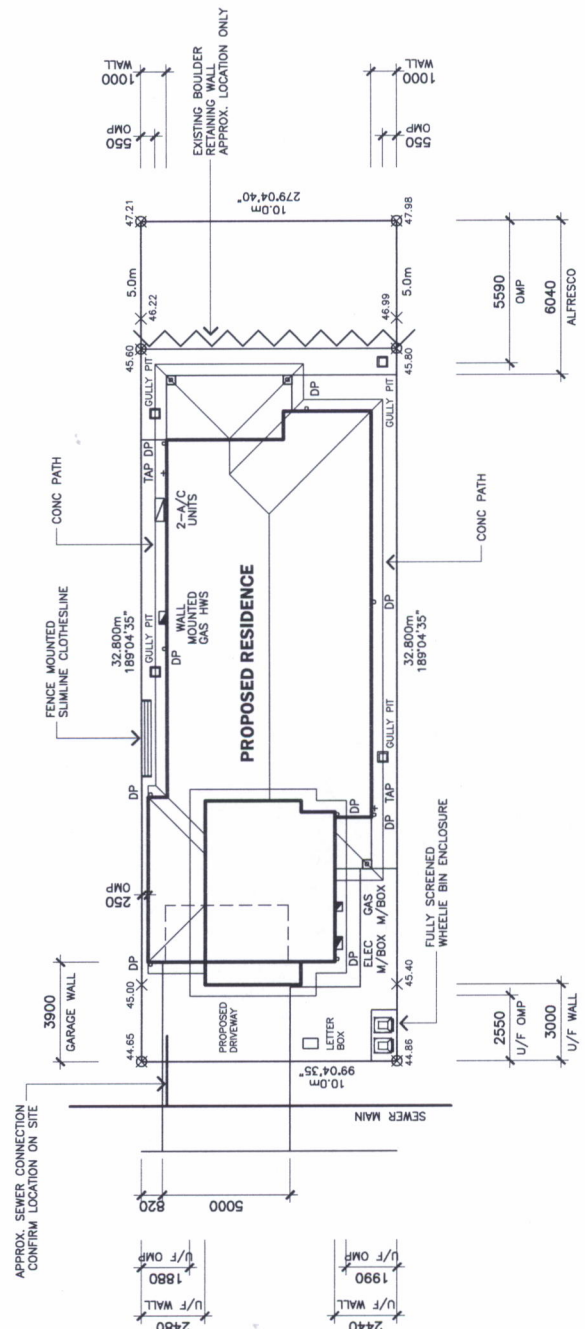 1000
WALL
550
OMP
EXISTING BOULDER
RETAINING WALL
APPROX. LOCATION ONLY
1000
WALL
550
OMP
47.21
10.0m
279°04'40"
47.98
5.0m
46.22
46.99
5.0m
5590
OMP
6040
ALFRESCO
45.60
45.80
GULLY PIT
DP
GULLY PIT
CONC PATH
TAP DP
2-A/C
UNITS
FENCE MOUNTED
SLIMLINE CLOTHESLINE
32.800m
189°04'35"
GULLY PIT
DP
WALL
MOUNTED
GAS HWS
PROPOSED RESIDENCE
DP
32.800m
189°04'35"
CONC PATH
GULLY PIT
DP
DP
DP TAP
250
OMP
DP
GAS
M/BOX
ELEC
M/BOX
DP
FULLY SCREENED
WHEELIE BIN ENCLOSURE
3900
GARAGE WALL
45.00
45.40
PROPOSED
DRIVEWAY
LETTER
BOX
2550
U/F OMP
3000
U/F WALL
44.65
10.0m
99°04'35"
44.86
SEWER MAIN
APPROX. SEWER CONNECTION
CONFIRM LOCATION ON SITE
820
5000
1880
U/F OMP
1990
U/F OMP
2480
U/F WALL
2440
U/F WALL